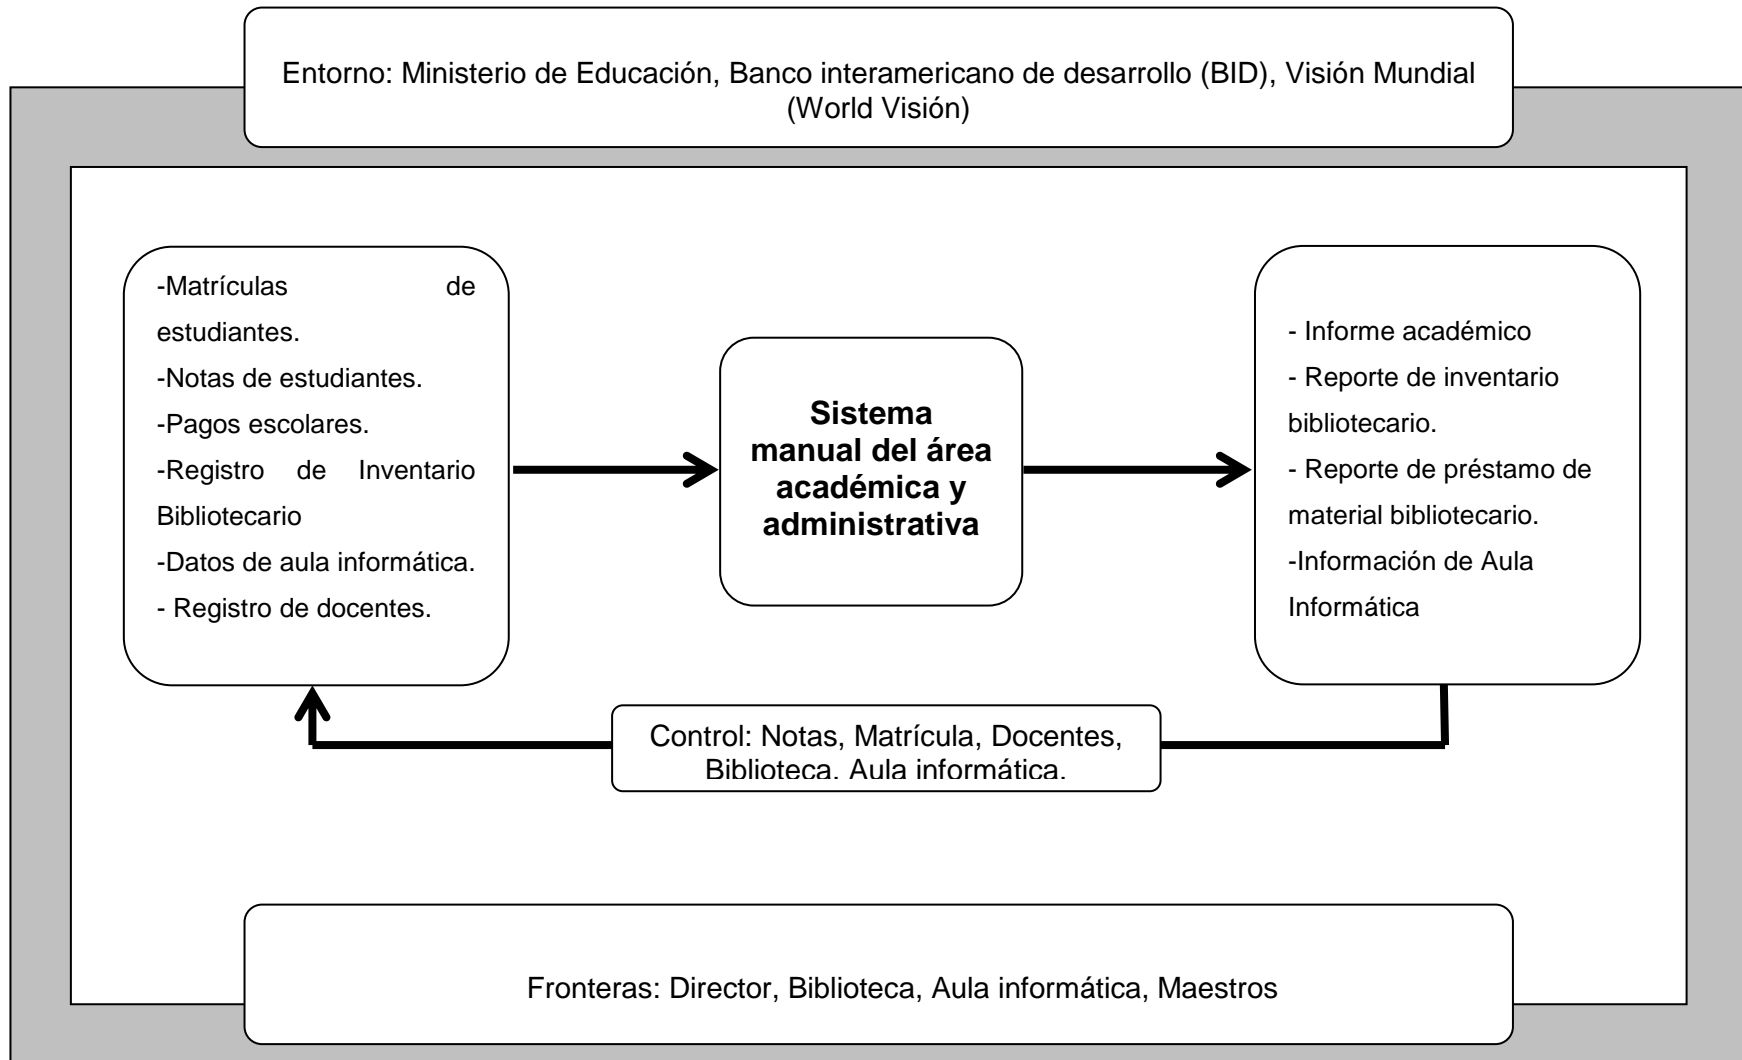 Entorno: Ministerio de Educación, Banco interamericano de desarrollo (BID), Visión Mundial
(World Visión)
-Matrículas de
estudiantes.
-Notas de estudiantes.
-Pagos escolares.
-Registro de Inventario
Bibliotecario
-Datos de aula informática.
- Registro de docentes.
Sistema
manual del área
académica y
administrativa
- Informe académico
- Reporte de inventario
bibliotecario.
- Reporte de préstamo de
material bibliotecario.
-Información de Aula
Informática
Control: Notas, Matrícula, Docentes,
Biblioteca. Aula informática.
Fronteras: Director, Biblioteca, Aula informática, Maestros